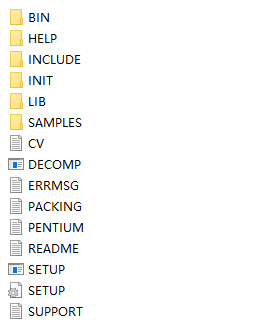 BIN
HELP
INCLUDE
INIT
LIB
SAMPLES
CV
DECOMP
ERRMSG
PACKING
PENTIUM
README
SETUP
SETUP
SUPPORT